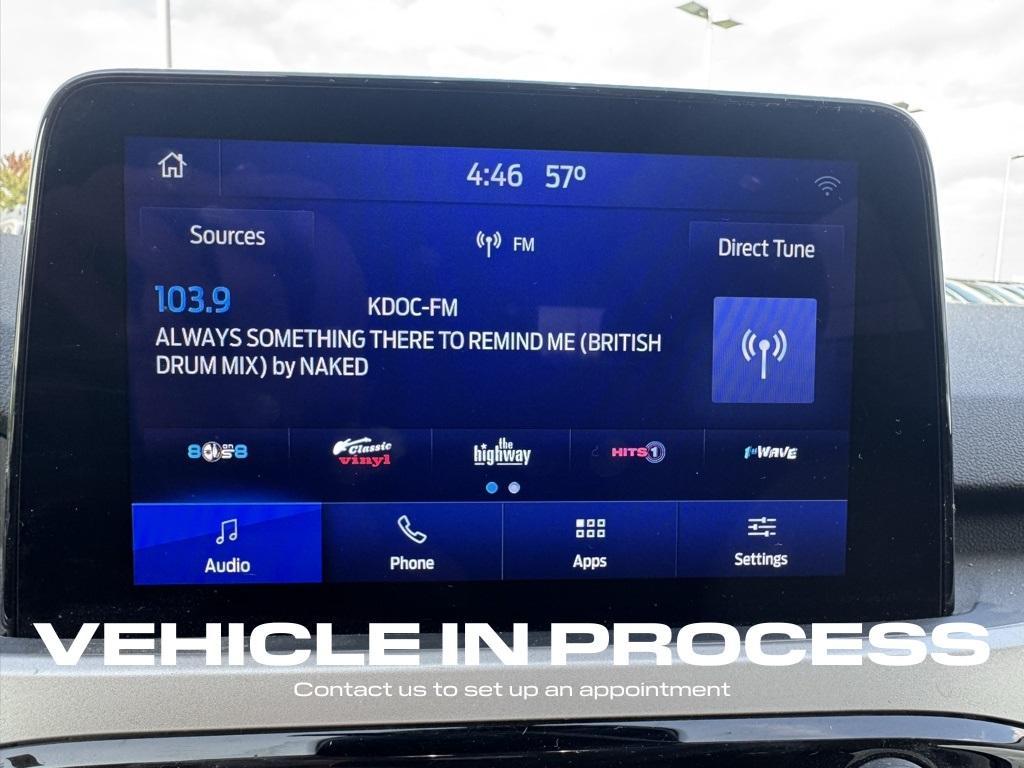 4:46 57º
Sources
FM
Direct Tune
103.9 KDOC-FM
ALWAYS SOMETHING THERE TO REMIND ME (BRITISH
DRUM MIX) by NAKED
80s on 8
Classic vinyl
the highway
HITS 1
1st WAVE
Audio
Phone
Apps
Settings
VEHICLE IN PROCESS
Contact us to set up an appointment